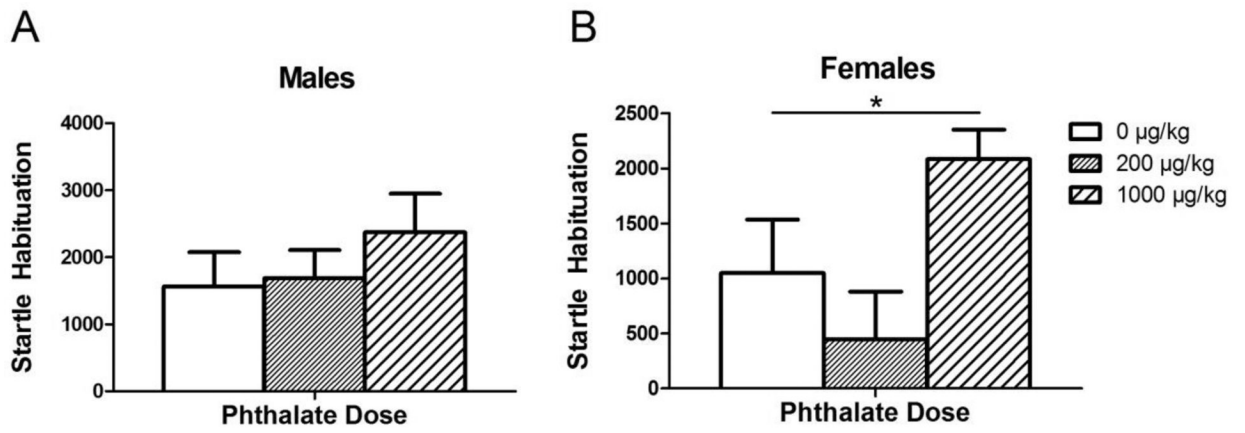 A
Males
Startle Habituation
4000
3000
2000
1000
0
Phthalate Dose
B
Females
*
Startle Habituation
2500
2000
1500
1000
500
0
Phthalate Dose
0 µg/kg
200 µg/kg
1000 µg/kg